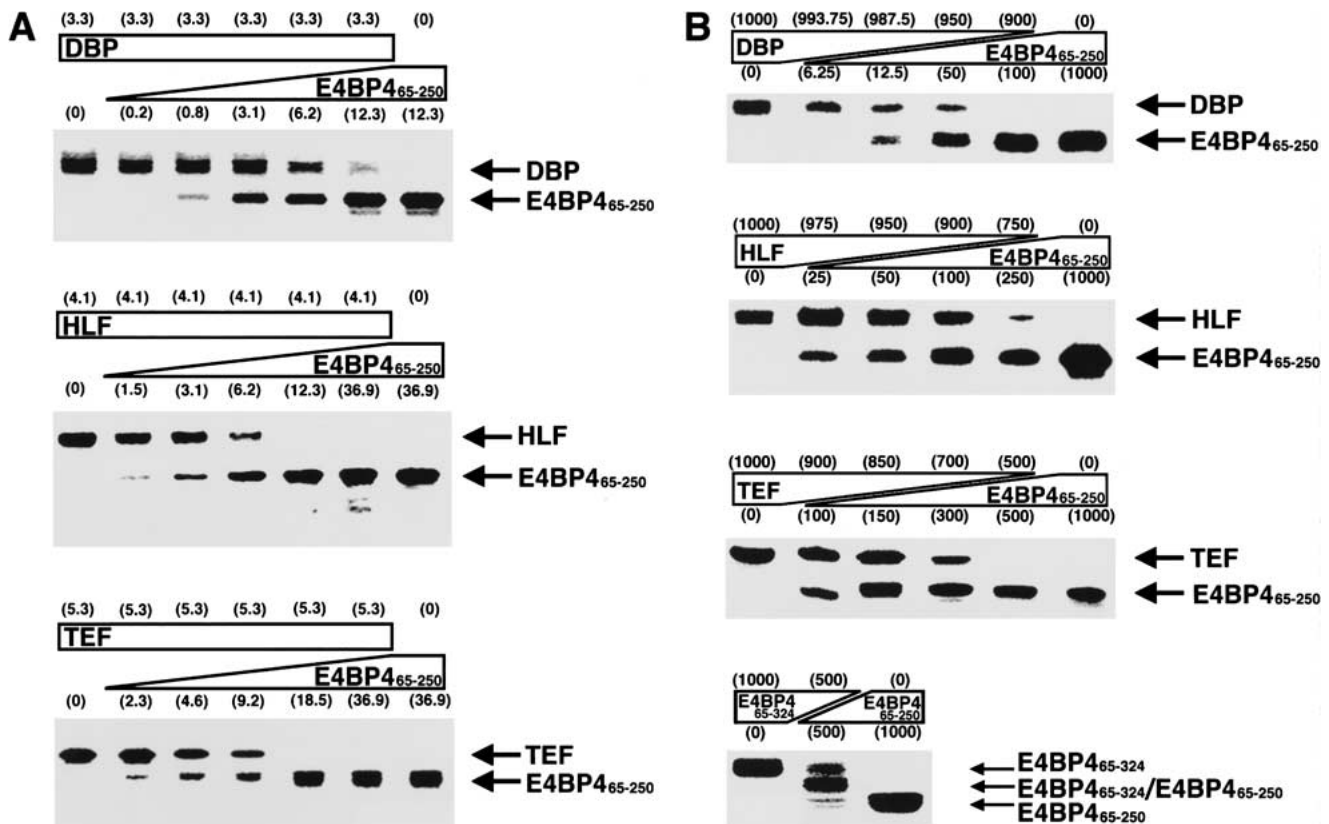 A
(3.3) (3.3) (3.3) (3.3) (3.3) (3.3) (0)
DBP
E4BP465-250
(0) (0.2) (0.8) (3.1) (6.2) (12.3) (12.3)
DBP
E4BP465-250
(4.1) (4.1) (4.1) (4.1) (4.1) (4.1) (0)
HLF
E4BP465-250
(0) (1.5) (3.1) (6.2) (12.3) (36.9) (36.9)
HLF
E4BP465-250
(5.3) (5.3) (5.3) (5.3) (5.3) (5.3) (0)
TEF
E4BP465-250
(0) (2.3) (4.6) (9.2) (18.5) (36.9) (36.9)
TEF
E4BP465-250
B
(1000) (993.75) (987.5) (950) (900) (0)
DBP
E4BP465-250
(0) (6.25) (12.5) (50) (100) (1000)
DBP
E4BP465-250
(1000) (975) (950) (900) (750) (0)
HLF
E4BP465-250
(0) (25) (50) (100) (250) (1000)
HLF
E4BP465-250
(1000) (900) (850) (700) (500) (0)
TEF
E4BP465-250
(0) (100) (150) (300) (500) (1000)
TEF
E4BP465-250
(1000) (500) (0)
E4BP4 E4BP4
65-324 65-250
(0) (500) (1000)
E4BP465-324
E4BP465-324/E4BP465-250
E4BP465-250